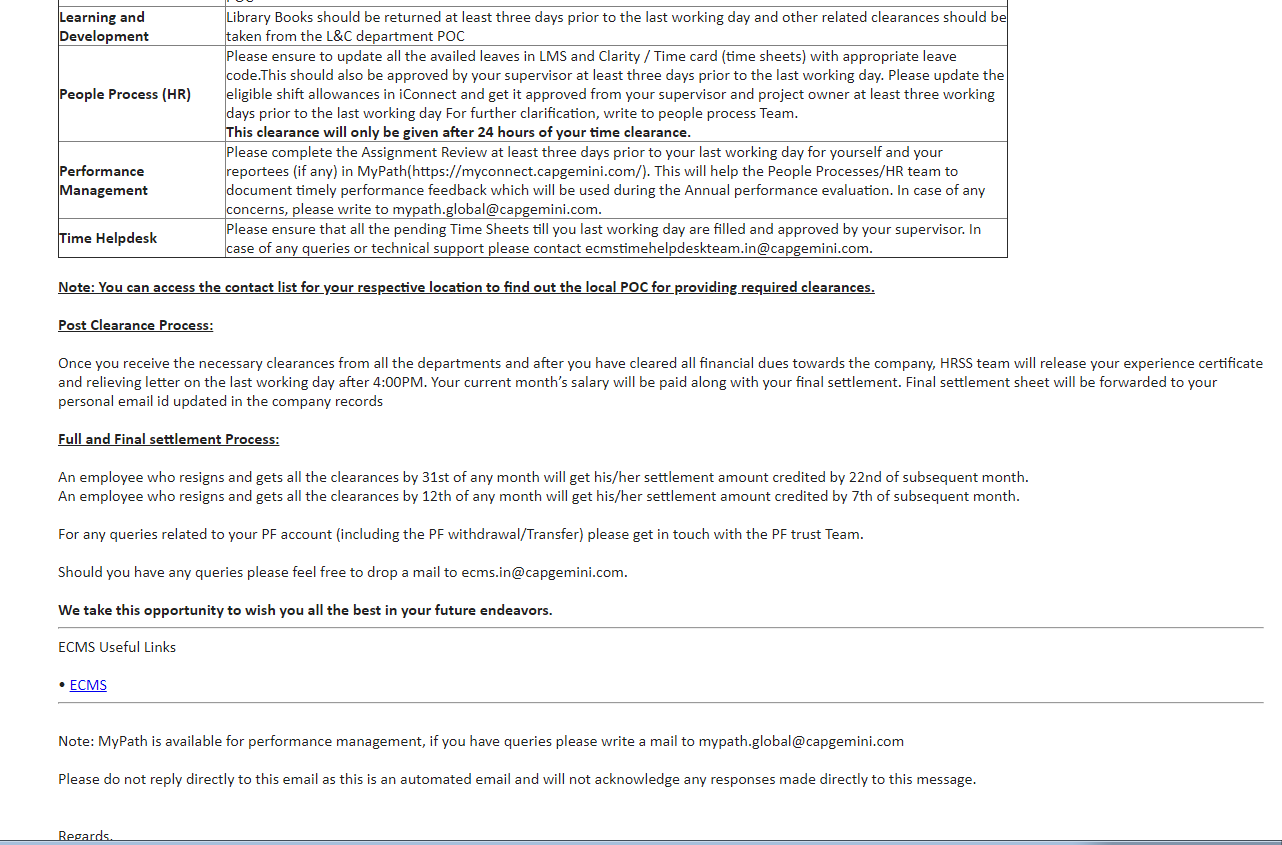 Learning and
Development
Library Books should be returned at least three days prior to the last working day and other related clearances should be
taken from the L&C department POC
People Process (HR)
Please ensure to update all the availed leaves in LMS and Clarity / Time card (time sheets) with appropriate leave
code.This should also be approved by your supervisor at least three days prior to the last working day. Please update the
eligible shift allowances in iConnect and get it approved from your supervisor and project owner at least three working
days prior to the last working day For further clarification, write to people process Team.
This clearance will only be given after 24 hours of your time clearance.
Performance
Management
Please complete the Assignment Review at least three days prior to your last working day for yourself and your
reportees (if any) in MyPath(https://myconnect.capgemini.com/). This will help the People Processes/HR team to
document timely performance feedback which will be used during the Annual performance evaluation. In case of any
concerns, please write to mypath.global@capgemini.com.
Time Helpdesk
Please ensure that all the pending Time Sheets till you last working day are filled and approved by your supervisor. In
case of any queries or technical support please contact ecmstimehelpdeskteam.in@capgemini.com.
Note: You can access the contact list for your respective location to find out the local POC for providing required clearances.
Post Clearance Process:
Once you receive the necessary clearances from all the departments and after you have cleared all financial dues towards the company, HRSS team will release your experience certificate
and relieving letter on the last working day after 4:00PM. Your current month's salary will be paid along with your final settlement. Final settlement sheet will be forwarded to your
personal email id updated in the company records
Full and Final settlement Process:
An employee who resigns and gets all the clearances by 31st of any month will get his/her settlement amount credited by 22nd of subsequent month.
An employee who resigns and gets all the clearances by 12th of any month will get his/her settlement amount credited by 7th of subsequent month.
For any queries related to your PF account (including the PF withdrawal/Transfer) please get in touch with the PF trust Team.
Should you have any queries please feel free to drop a mail to ecms.in@capgemini.com.
We take this opportunity to wish you all the best in your future endeavors.
ECMS Useful Links
• ECMS
Note: MyPath is available for performance management, if you have queries please write a mail to mypath.global@capgemini.com
Please do not reply directly to this email as this is an automated email and will not acknowledge any responses made directly to this message.
Regards,